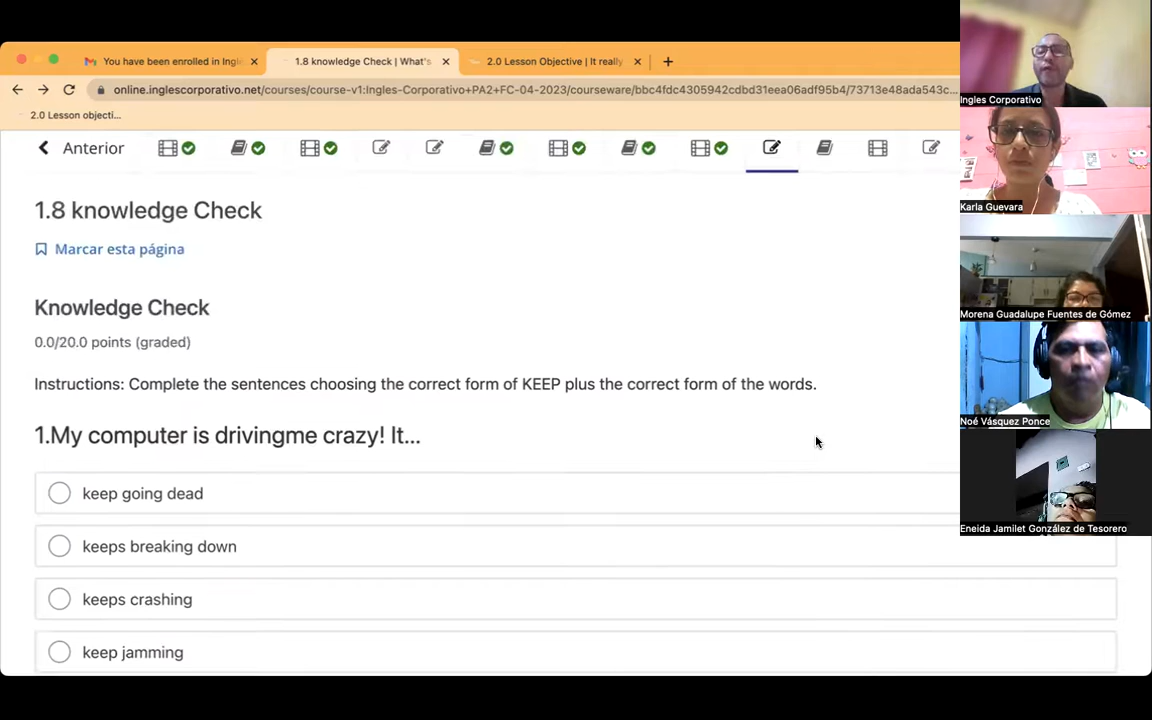 You have been enrolled in Ingle
1.8 knowledge Check | What's
2.0 Lesson Objective | It really
online.inglescorporativo.net/courses/course-v1:Ingles-Corporativo+PA2+FC-04-2023/courseware/bbc4fdc4305942cdbd31eea06adf95b4/73713e48ada543c...
2.0 Lesson objecti...
Anterior
1.8 knowledge Check
Marcar esta página
Knowledge Check
0.0/20.0 points (graded)
Instructions: Complete the sentences choosing the correct form of KEEP plus the correct form of the words.
1.My computer is drivingme crazy! It...
keep going dead
keeps breaking down
keeps crashing
keep jamming
Ingles Corporativo
Karla Guevara
Morena Guadalupe Fuentes de Gómez
Noé Vásquez Ponce
Eneida Jamilet González de Tesorero